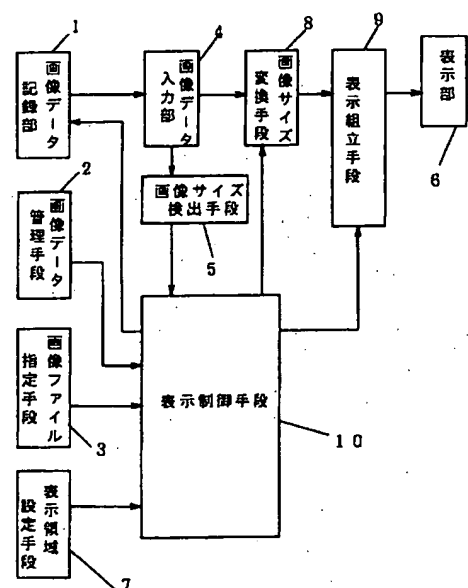 1
画像データ
記録部
4
画像データ
入力部
8
画像サイズ
変換手段
9
表示組立手段
表示部
6
2
画像データ
管理手段
画像サイズ
検出手段
5
画像ファイル
指定手段
3
表示制御手段
10
表示領域
設定手段
7